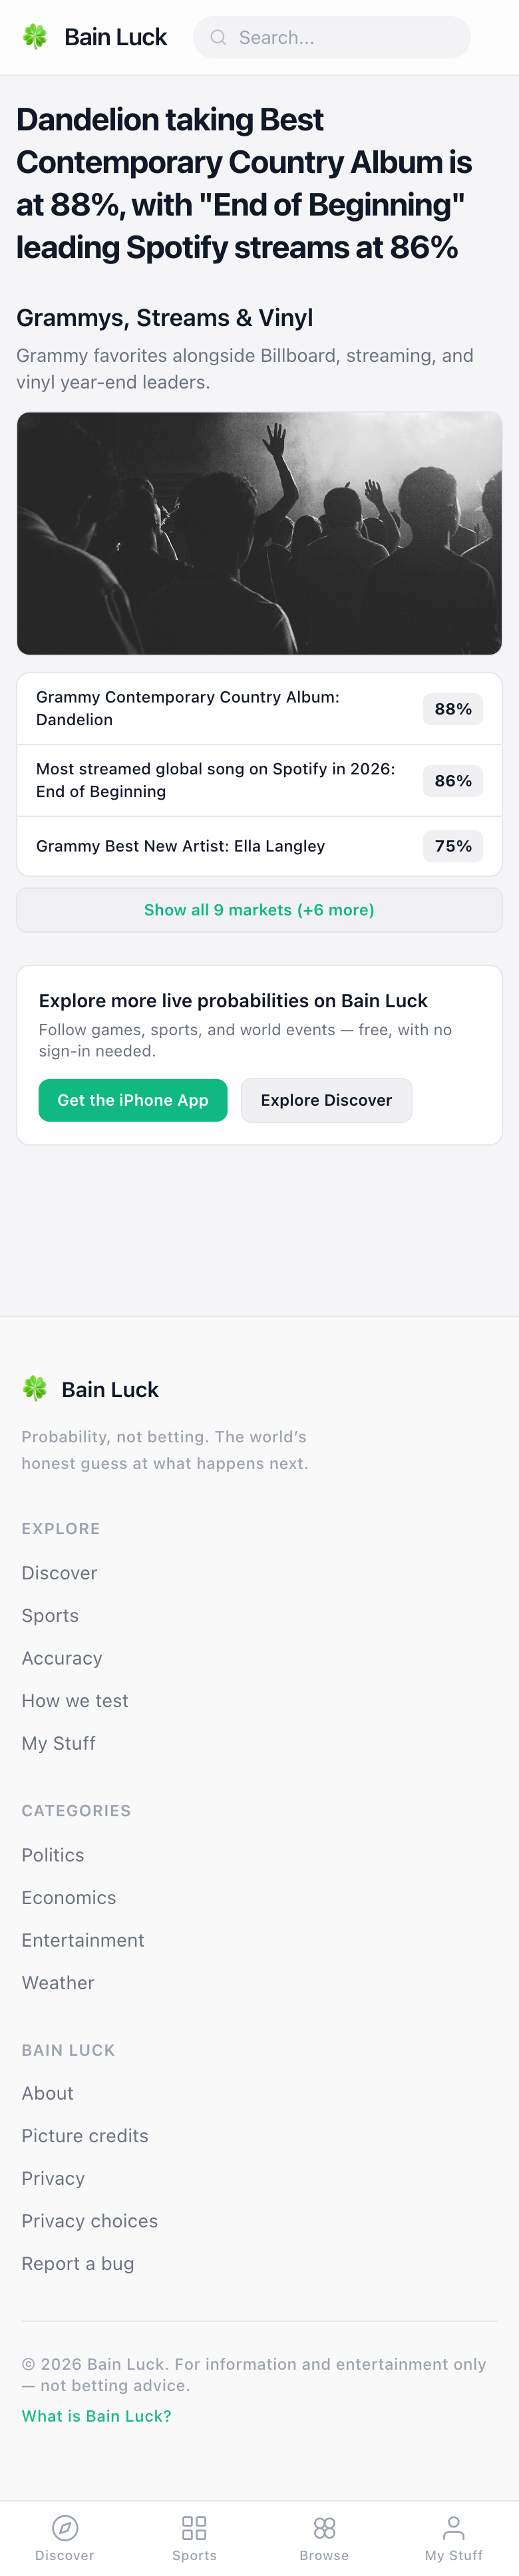 Bain Luck
Search...
Dandelion taking Best
Contemporary Country Album is
at 88%, with "End of Beginning"
leading Spotify streams at 86%
Grammys, Streams & Vinyl
Grammy favorites alongside Billboard, streaming, and
vinyl year-end leaders.
Grammy Contemporary Country Album:
Dandelion
88%
Most streamed global song on Spotify in 2026:
End of Beginning
86%
Grammy Best New Artist: Ella Langley
75%
Show all 9 markets (+6 more)
Explore more live probabilities on Bain Luck
Follow games, sports, and world events — free, with no
sign-in needed.
Get the iPhone App
Explore Discover
Bain Luck
Probability, not betting. The world's
honest guess at what happens next.
EXPLORE
Discover
Sports
Accuracy
How we test
My Stuff
CATEGORIES
Politics
Economics
Entertainment
Weather
BAIN LUCK
About
Picture credits
Privacy
Privacy choices
Report a bug
© 2026 Bain Luck. For information and entertainment only
— not betting advice.
What is Bain Luck?
Discover
Sports
Browse
My Stuff